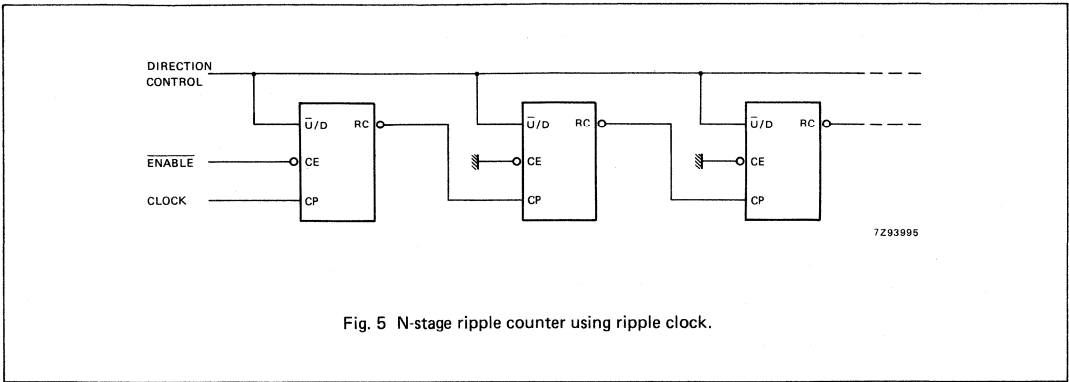 DIRECTION
CONTROL
U̅/D RC
U̅/D RC
U̅/D RC
E̅N̅A̅B̅L̅E̅
CE
CE
CE
CLOCK
CP
CP
CP
7Z93995
Fig. 5 N-stage ripple counter using ripple clock.